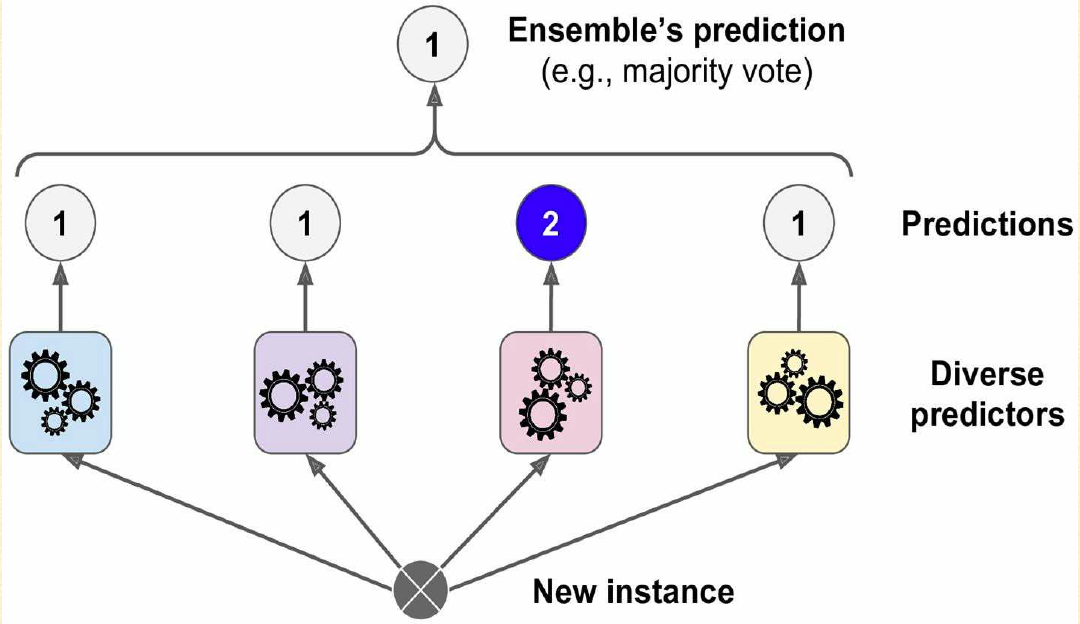 1
Ensemble’s prediction
(e.g., majority vote)
1 1 2 1 Predictions
Diverse
predictors
New instance